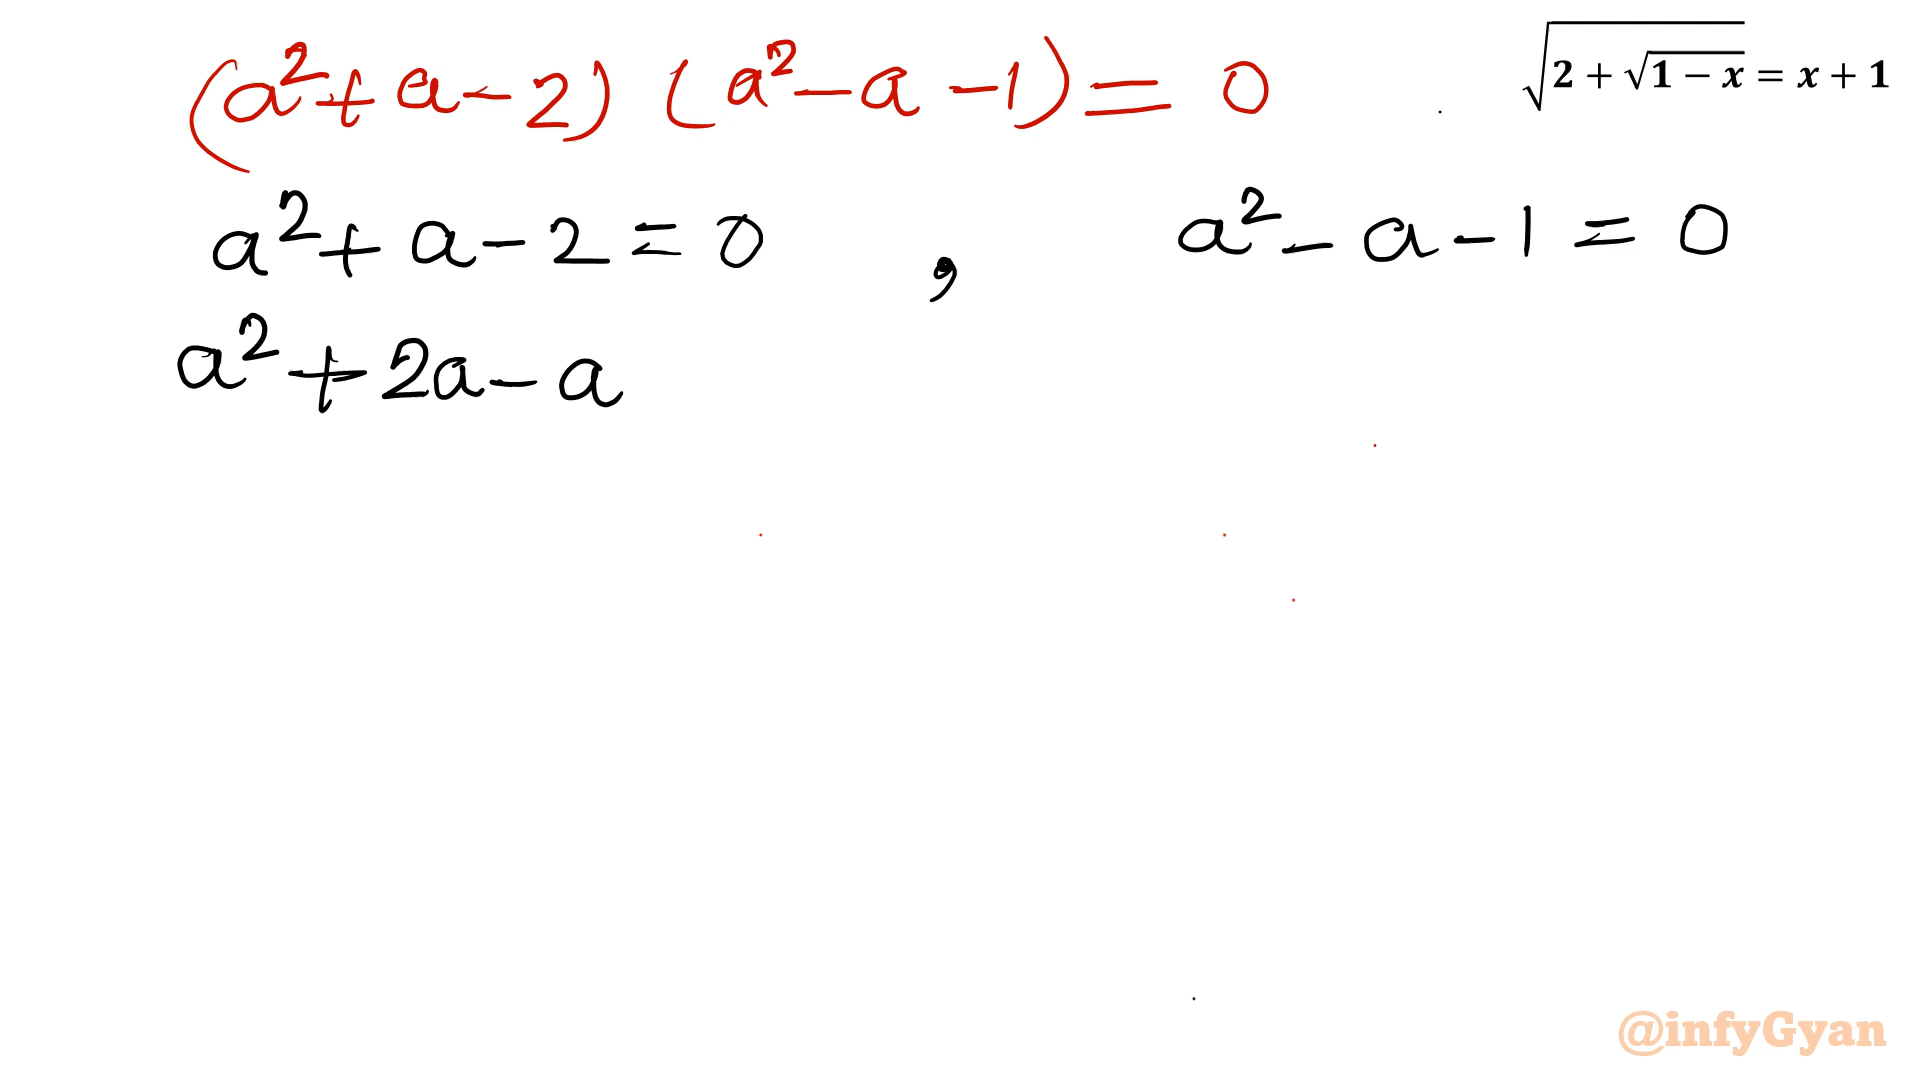 (a²+a-2) (a²-a-1)=0
√(2+√(1-x))=x+1
a²+a-2=0 , a²-a-1=0
a²+2a-a
@infyGyan